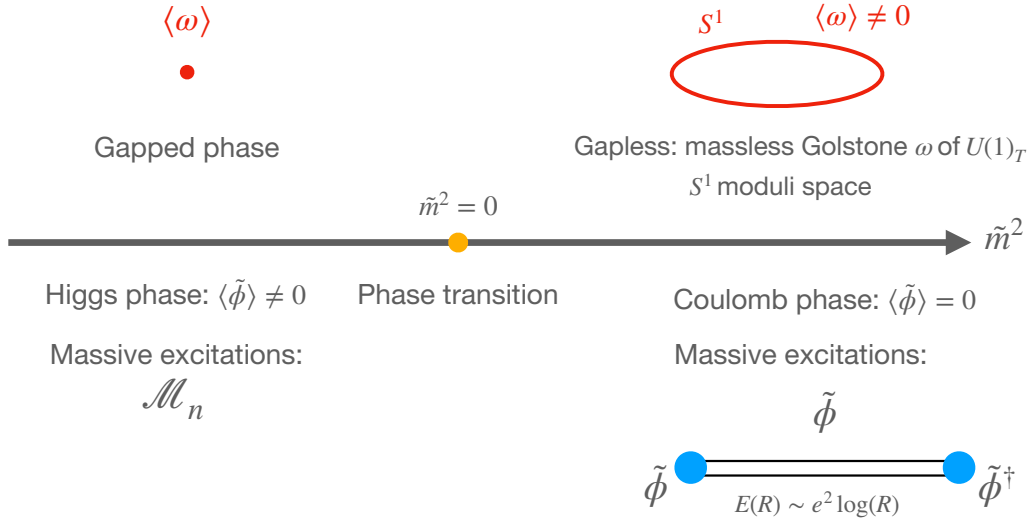 ⟨ω⟩
S¹ ⟨ω⟩ ≠ 0
Gapped phase
Gapless: massless Golstone ω of U(1)_T
S¹ moduli space
m̃² = 0
m̃²
Higgs phase: ⟨ϕ̃⟩ ≠ 0
Phase transition
Coulomb phase: ⟨ϕ̃⟩ = 0
Massive excitations:
ℳ_n
Massive excitations:
ϕ̃
ϕ̃ ϕ̃†
E(R) ∼ e² log(R)